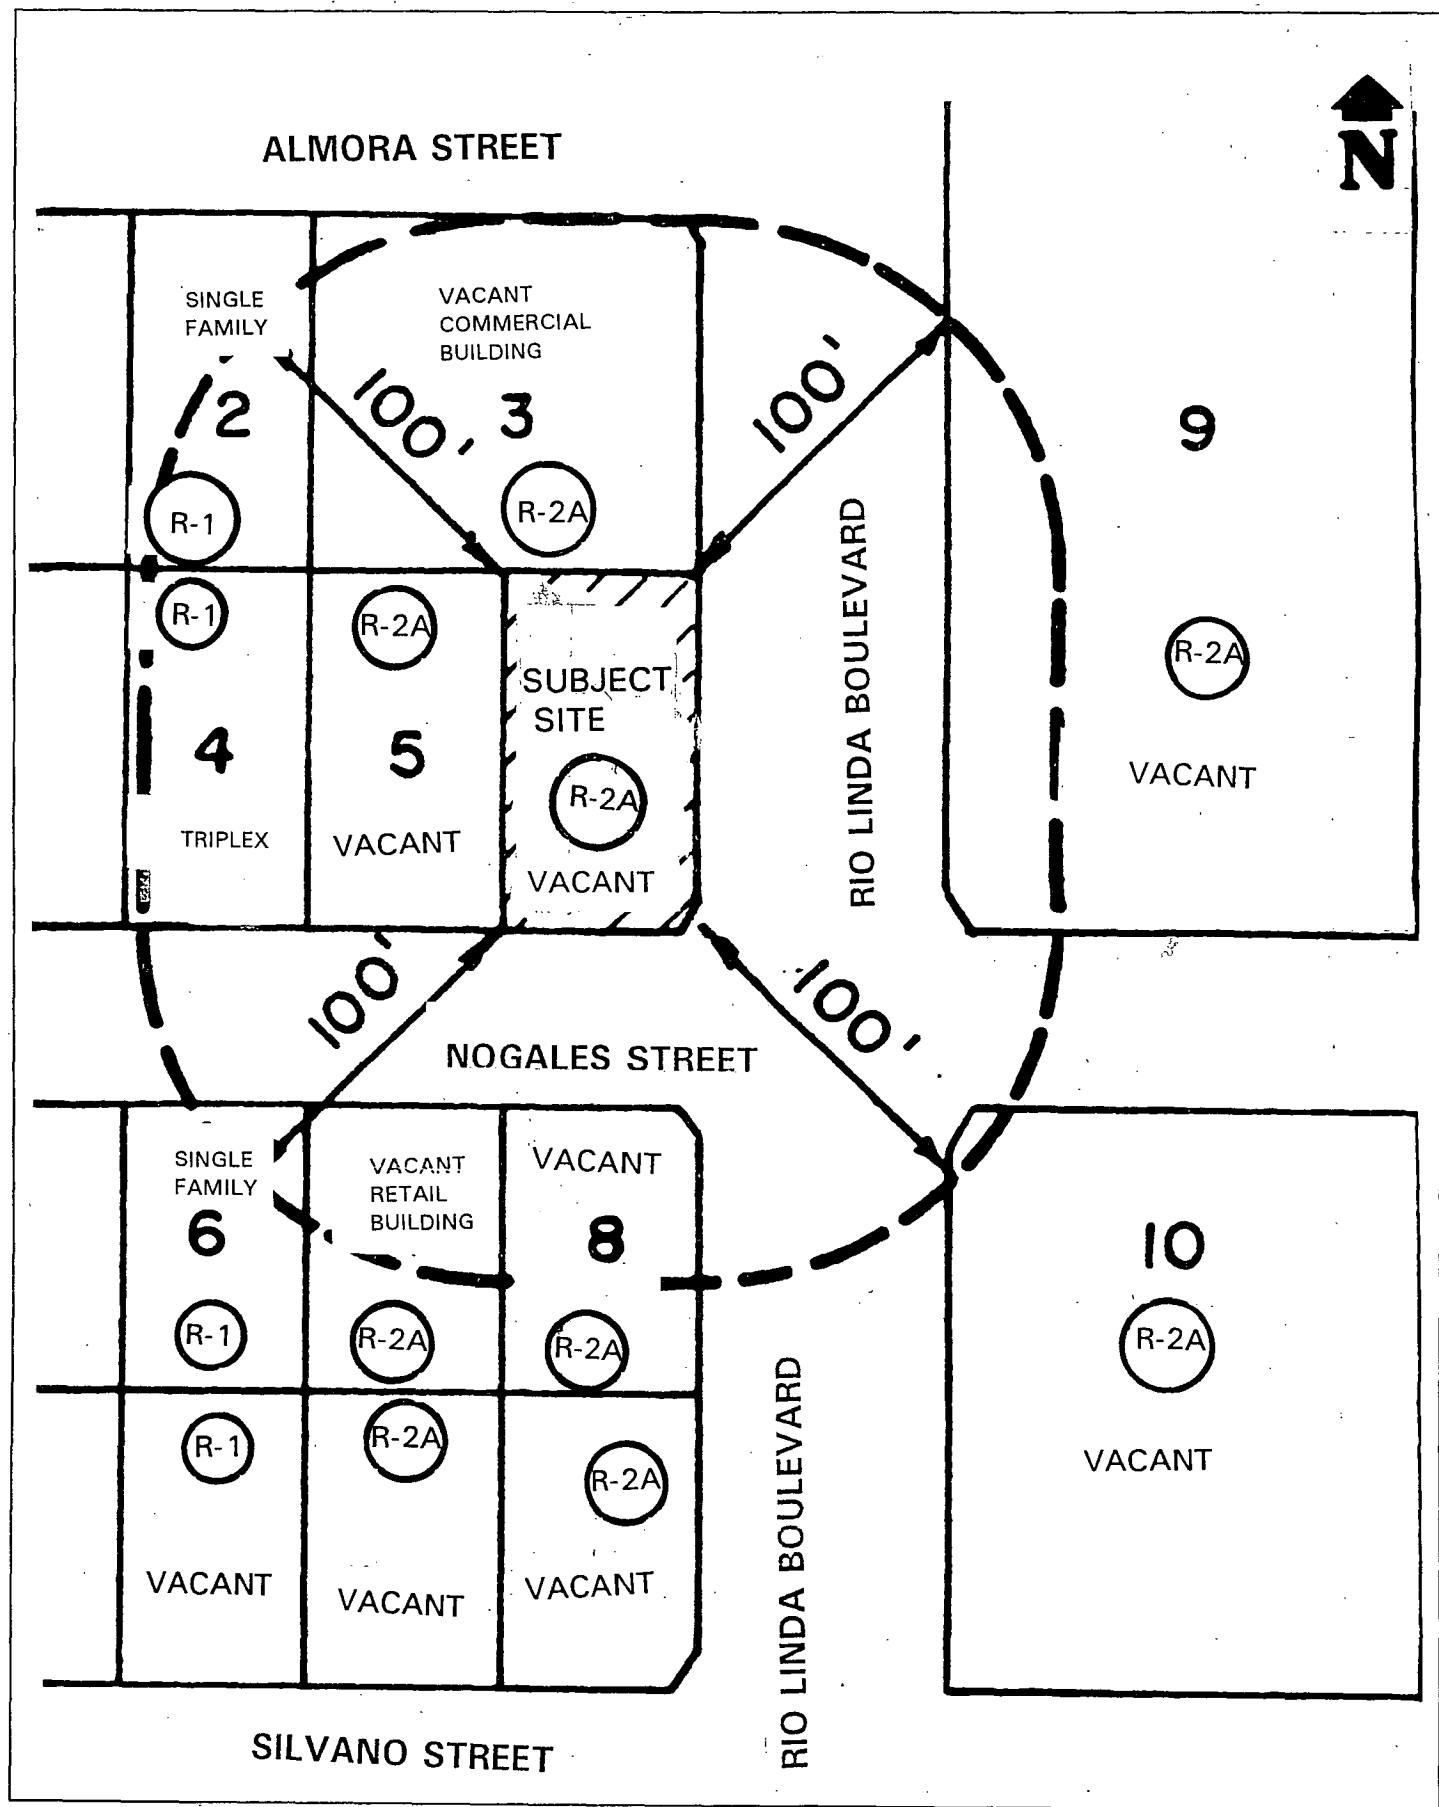 N
ALMORA STREET
SINGLE
FAMILY
2
R-1
VACANT
COMMERCIAL
BUILDING
3
R-2A
100'
100'
9
R-2A
VACANT
R-1
4
TRIPLEX
R-2A
5
VACANT
SUBJECT
SITE
R-2A
VACANT
RIO LINDA BOULEVARD
100'
100'
NOGALES STREET
SINGLE
FAMILY
6
R-1
VACANT
RETAIL
BUILDING
R-2A
VACANT
8
R-2A
10
R-2A
VACANT
R-1
VACANT
R-2A
VACANT
R-2A
VACANT
RIO LINDA BOULEVARD
SILVANO STREET